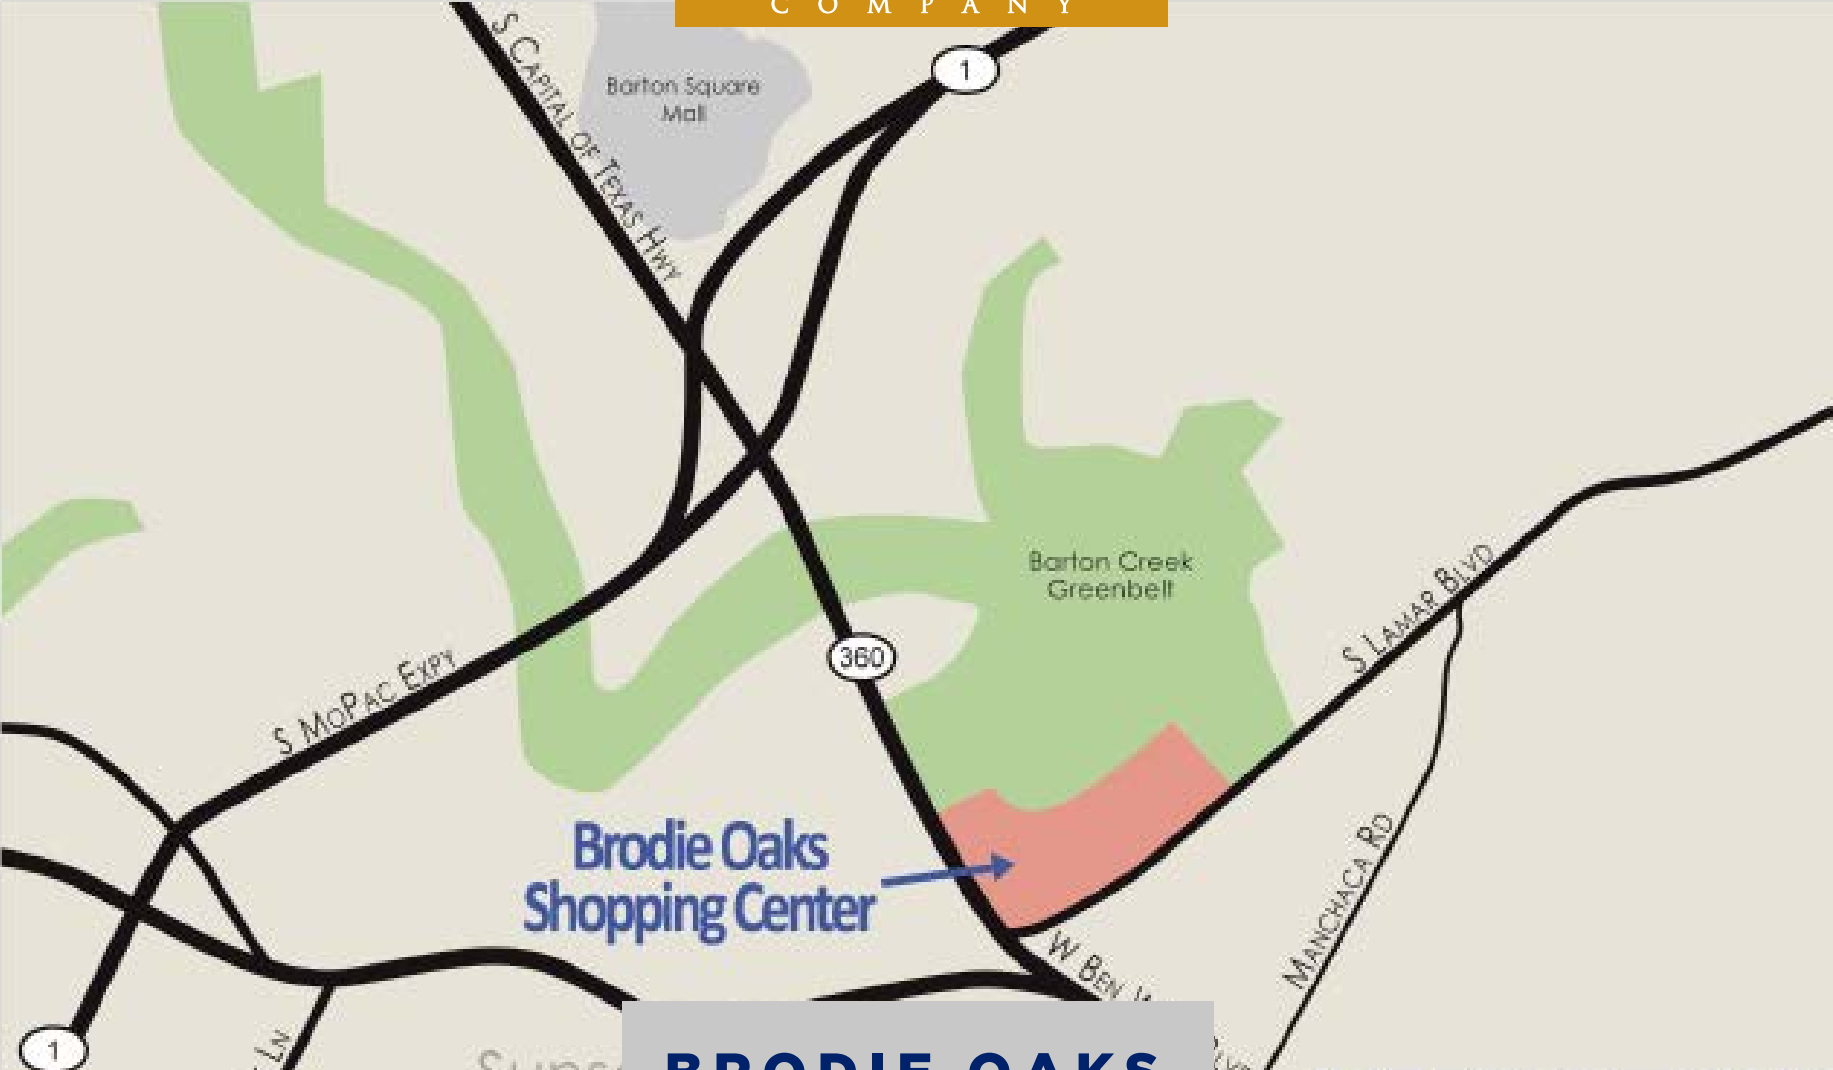 COMPANY
S CAPITAL OF TEXAS HWY
1
Barton Square
Mall
Barton Creek
Greenbelt
S LAMAR BLVD
360
S MOPAC EXPY
Brodie Oaks
Shopping Center
MANCHACA RD
W BEN
1
LN
BRODIE OAKS